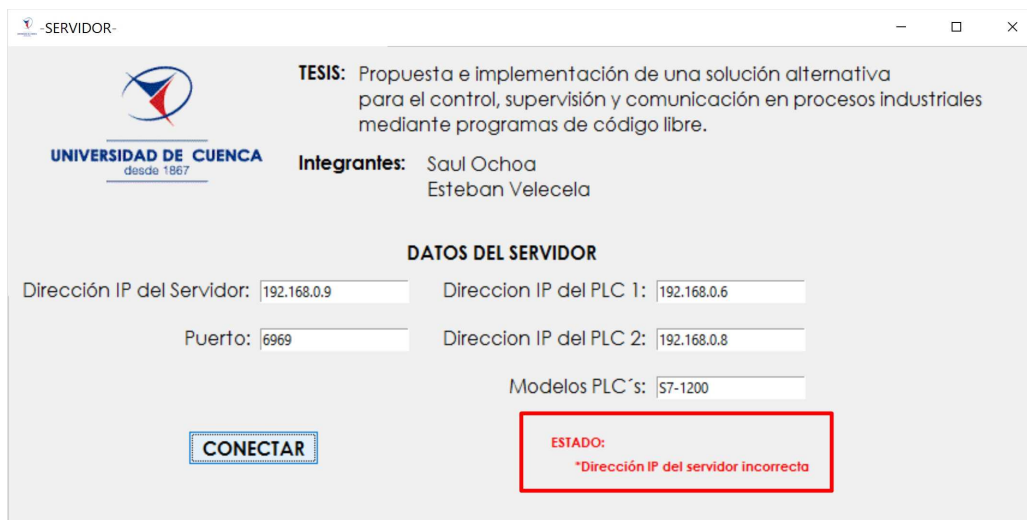 -SERVIDOR-
TESIS: Propuesta e implementación de una solución alternativa
para el control, supervisión y comunicación en procesos industriales
mediante programas de código libre.
UNIVERSIDAD DE CUENCA
desde 1867
Integrantes: Saul Ochoa
Esteban Velecela
DATOS DEL SERVIDOR
Dirección IP del Servidor: 192.168.0.9 Direccion IP del PLC 1: 192.168.0.6
Puerto: 6969 Direccion IP del PLC 2: 192.168.0.8
Modelos PLC´s: S7-1200
CONECTAR
ESTADO:
*Dirección IP del servidor incorrecta